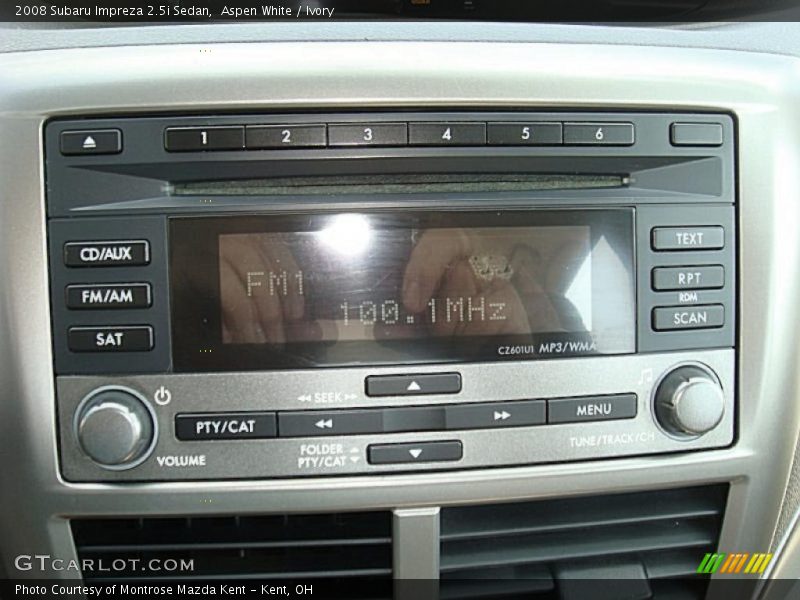 2008 Subaru Impreza 2.5i Sedan, Aspen White / Ivory
1 2 3 4 5 6
CD/AUX
TEXT
FM/AM
FM1
RPT
RDM
100.1MHz
SCAN
SAT
CZ601U1 MP3/WMA
SEEK
PTY/CAT
MENU
VOLUME
FOLDER
PTY/CAT
TUNE/TRACK/CH
GTCARLOT.COM
Photo Courtesy of Montrose Mazda Kent - Kent, OH